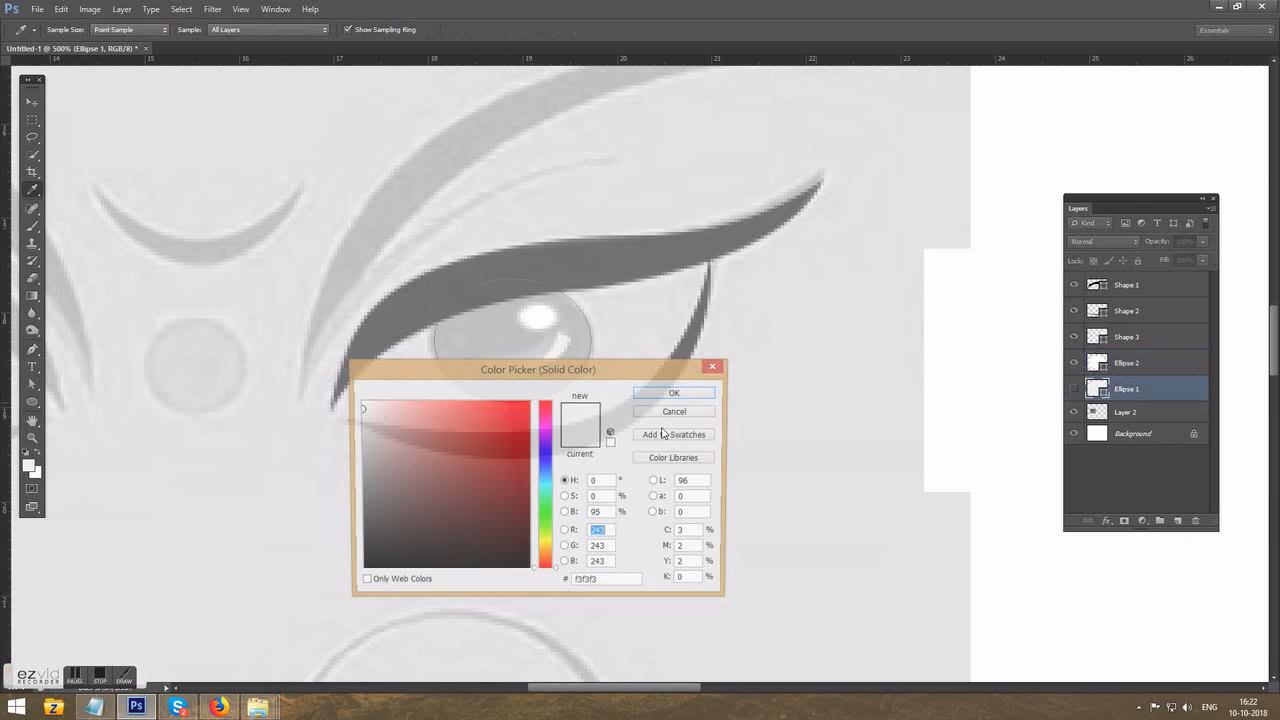 Ps File Edit Image Layer Type Select Filter View Window Help
Sample Size: Point Sample Sample: All Layers Show Sampling Ring Essentials
Untitled-1 @ 500% (Ellipse 1, RGB/8) * ×
14 15 16 17 18 19 20 21 22 23 24 25 26
Layers
Kind
Normal Opacity: 100%
Lock: Fill: 100%
Shape 1
Shape 2
Shape 3
Ellipse 2
Ellipse 1
Layer 2
Background
Color Picker (Solid Color)
new
current
OK
Cancel
Add Swatches
Color Libraries
H: 0 ° L: 96
S: 0 % a: 0
B: 95 % b: 0
R: 243 C: 3 %
G: 243 M: 2 %
B: 243 Y: 2 %
K: 0 %
Only Web Colors # f3f3f3
ezvid
RECORDER
PAUSE STOP DRAW
ENG
16:22
10-10-2018